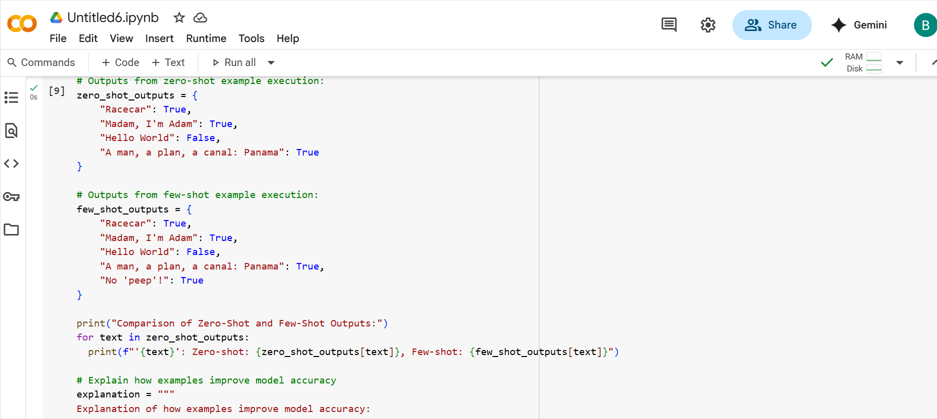 CO Untitled6.ipynb
Share
Gemini
B
File Edit View Insert Runtime Tools Help
Commands + Code + Text Run all
RAM
Disk
[9]
0s
# Outputs from zero-shot example execution:
zero_shot_outputs = {
    "Racecar": True,
    "Madam, I'm Adam": True,
    "Hello World": False,
    "A man, a plan, a canal: Panama": True
}
# Outputs from few-shot example execution:
few_shot_outputs = {
    "Racecar": True,
    "Madam, I'm Adam": True,
    "Hello World": False,
    "A man, a plan, a canal: Panama": True,
    "No 'peep'!": True
}
print("Comparison of Zero-Shot and Few-Shot Outputs:")
for text in zero_shot_outputs:
  print(f"'{text}': Zero-shot: {zero_shot_outputs[text]}, Few-shot: {few_shot_outputs[text]}")
# Explain how examples improve model accuracy
explanation = """
Explanation of how examples improve model accuracy: